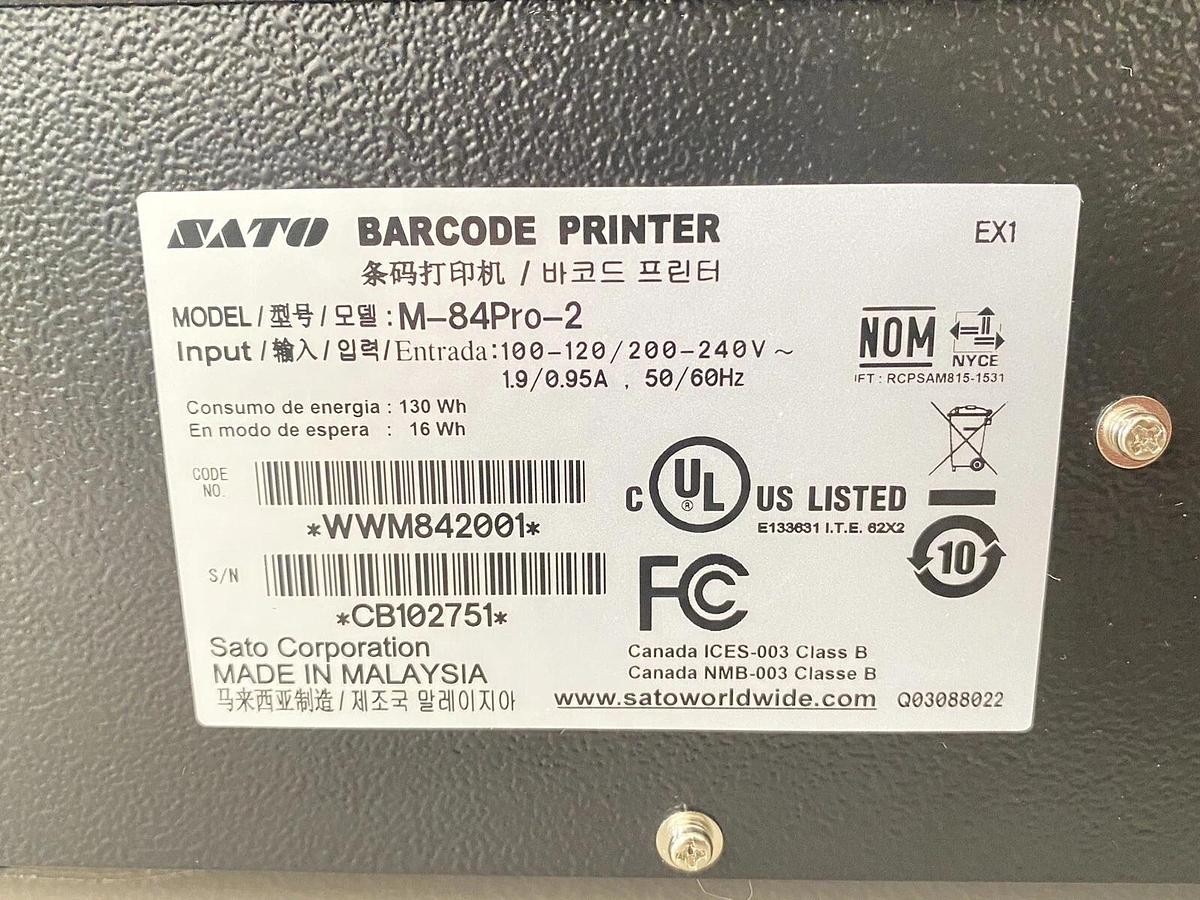 SATO BARCODE PRINTER EX1
条码打印机 / 바코드 프린터
MODEL / 型号 / 모델 : M-84Pro-2
Input / 输入 / 입력/Entrada:100-120/200-240V ~
1.9/0.95A , 50/60Hz
NOM NYCE
IFT : RCPSAM815-1531
Consumo de energia : 130 Wh
En modo de espera : 16 Wh
CODE NO.
*WWM842001*
C UL ® US LISTED
E133631 I.T.E. 62X2
10
S/N
*CB102751*
FC
Sato Corporation
MADE IN MALAYSIA
马来西亚制造 / 제조국 말레이지아
Canada ICES-003 Class B
Canada NMB-003 Classe B
www.satoworldwide.com Q03088022